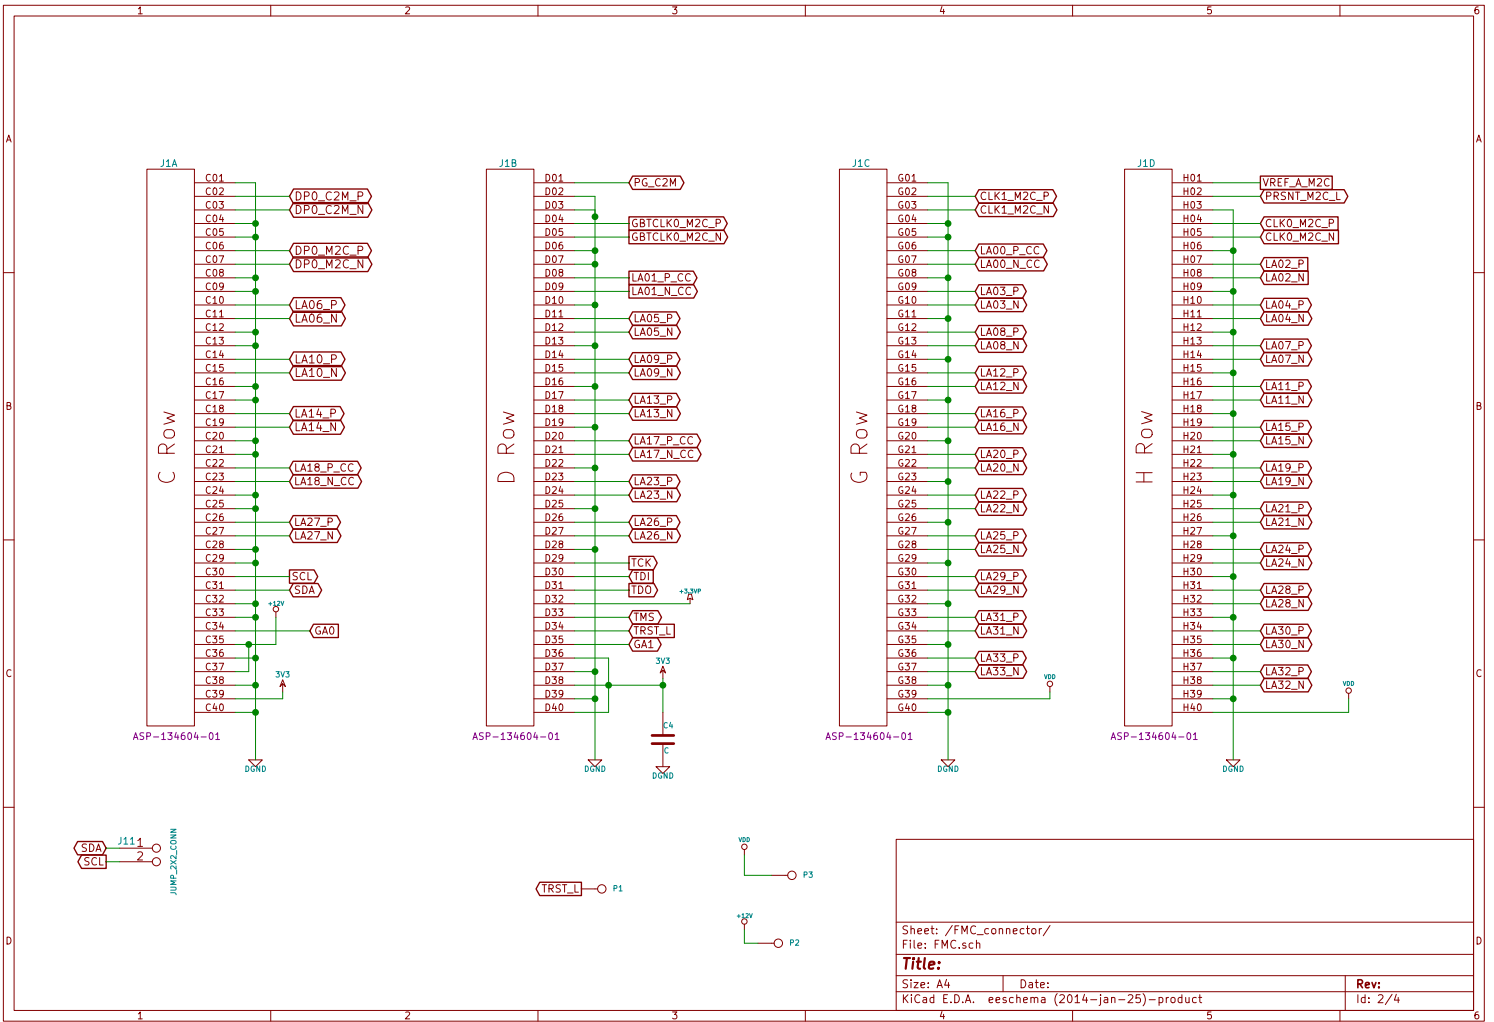 1 2 3 4 5 6
A A
B B
C C
D D
J1A
C01
C02 DP0_C2M_P
C03 DP0_C2M_N
C04
C05
C06 DP0_M2C_P
C07 DP0_M2C_N
C08
C09
C10 LA06_P
C11 LA06_N
C12
C13
C14 LA10_P
C15 LA10_N
C16
C17
C18 LA14_P
C19 LA14_N
C20
C21
C22 LA18_P_CC
C23 LA18_N_CC
C24
C25
C26 LA27_P
C27 LA27_N
C28
C29
C30 SCL
C31 SDA
C32
+12V
C33
C34 GA0
C35
C36
C37
3V3
C38
C39
C40
C Row
ASP-134604-01
DGND
J1B
D01 PG_C2M
D02
D03
D04 GBTCLK0_M2C_P
D05 GBTCLK0_M2C_N
D06
D07
D08 LA01_P_CC
D09 LA01_N_CC
D10
D11 LA05_P
D12 LA05_N
D13
D14 LA09_P
D15 LA09_N
D16
D17 LA13_P
D18 LA13_N
D19
D20 LA17_P_CC
D21 LA17_N_CC
D22
D23 LA23_P
D24 LA23_N
D25
D26 LA26_P
D27 LA26_N
D28
D29 TCK
D30 TDI
D31 TDO
+3.3VP
D32
D33 TMS
D34 TRST_L
D35 GA1
D36
3V3
D37
D38
D39
D40
D Row
ASP-134604-01
C4
C
DGND
DGND
J1C
G01
G02 CLK1_M2C_P
G03 CLK1_M2C_N
G04
G05
G06 LA00_P_CC
G07 LA00_N_CC
G08
G09 LA03_P
G10 LA03_N
G11
G12 LA08_P
G13 LA08_N
G14
G15 LA12_P
G16 LA12_N
G17
G18 LA16_P
G19 LA16_N
G20
G21 LA20_P
G22 LA20_N
G23
G24 LA22_P
G25 LA22_N
G26
G27 LA25_P
G28 LA25_N
G29
G30 LA29_P
G31 LA29_N
G32
G33 LA31_P
G34 LA31_N
G35
G36 LA33_P
G37 LA33_N
VDD
G38
G39
G40
G Row
ASP-134604-01
DGND
J1D
H01 VREF_A_M2C
H02 PRSNT_M2C_L
H03
H04 CLK0_M2C_P
H05 CLK0_M2C_N
H06
H07 LA02_P
H08 LA02_N
H09
H10 LA04_P
H11 LA04_N
H12
H13 LA07_P
H14 LA07_N
H15
H16 LA11_P
H17 LA11_N
H18
H19 LA15_P
H20 LA15_N
H21
H22 LA19_P
H23 LA19_N
H24
H25 LA21_P
H26 LA21_N
H27
H28 LA24_P
H29 LA24_N
H30
H31 LA28_P
H32 LA28_N
H33
H34 LA30_P
H35 LA30_N
H36
H37 LA32_P
VDD
H38 LA32_N
H39
H40
H Row
ASP-134604-01
DGND
J11
SDA 1
SCL 2
JUMP_2X2_CONN
TRST_L P1
VDD
P3
+12V
P2
Sheet: /FMC_connector/
File: FMC.sch
Title:
Size: A4 Date: Rev:
KiCad E.D.A. eeschema (2014-jan-25)-product Id: 2/4
1 2 3 4 5 6